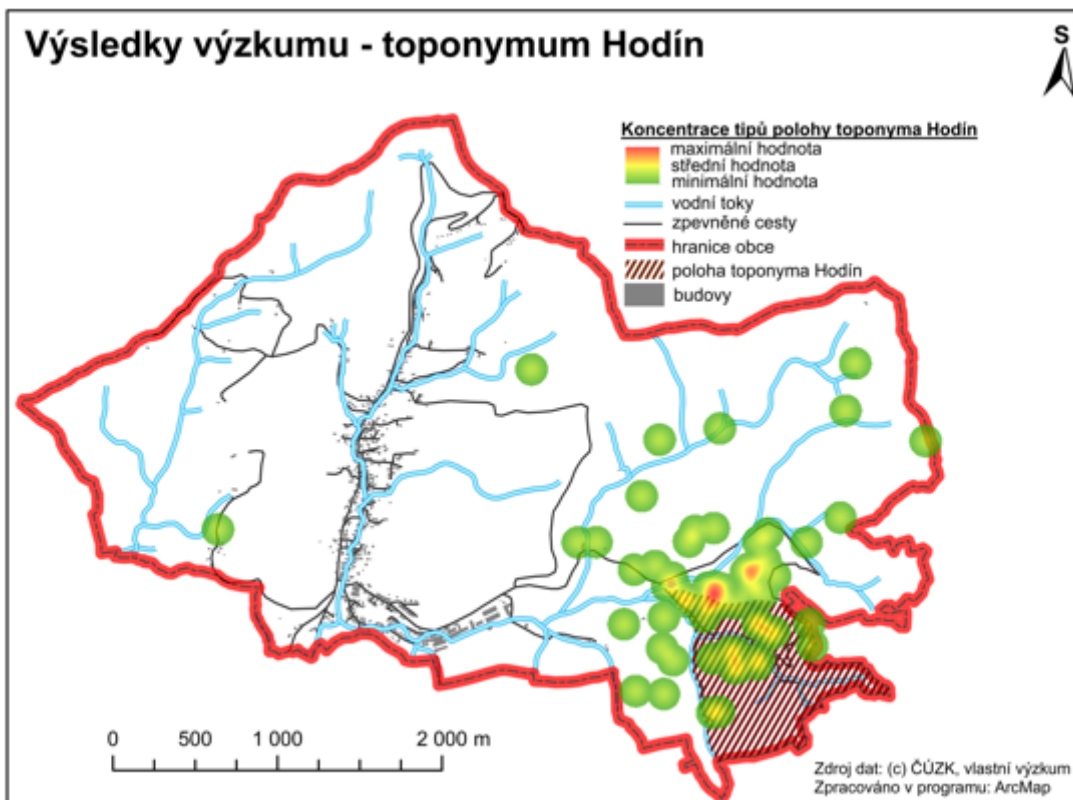 Výsledky výzkumu - toponymum Hodín
S
Koncentrace tipů polohy toponyma Hodín
maximální hodnota
střední hodnota
minimální hodnota
vodní toky
zpevněné cesty
hranice obce
poloha toponyma Hodín
budovy
0 500 1 000 2 000 m
Zdroj dat: (c) ČÚZK, vlastní výzkum
Zpracováno v programu: ArcMap